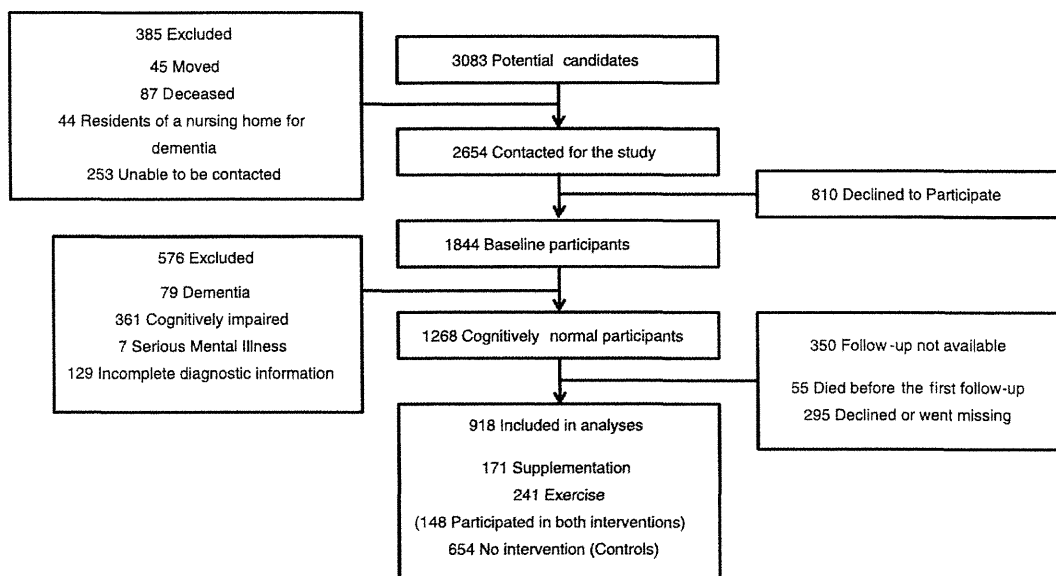 385 Excluded
45 Moved
87 Deceased
44 Residents of a nursing home for
dementia
253 Unable to be contacted
3083 Potential candidates
2654 Contacted for the study
810 Declined to Participate
1844 Baseline participants
576 Excluded
79 Dementia
361 Cognitively impaired
7 Serious Mental Illness
129 Incomplete diagnostic information
1268 Cognitively normal participants
350 Follow-up not available
55 Died before the first follow-up
295 Declined or went missing
918 Included in analyses
171 Supplementation
241 Exercise
(148 Participated in both interventions)
654 No intervention (Controls)